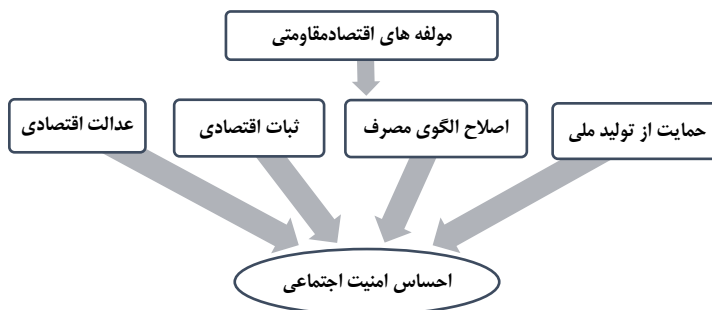 مولفه های اقتصادمقاومتی
حمایت از تولید ملی
اصلاح الگوی مصرف
ثبات اقتصادی
عدالت اقتصادی
احساس امنیت اجتماعی